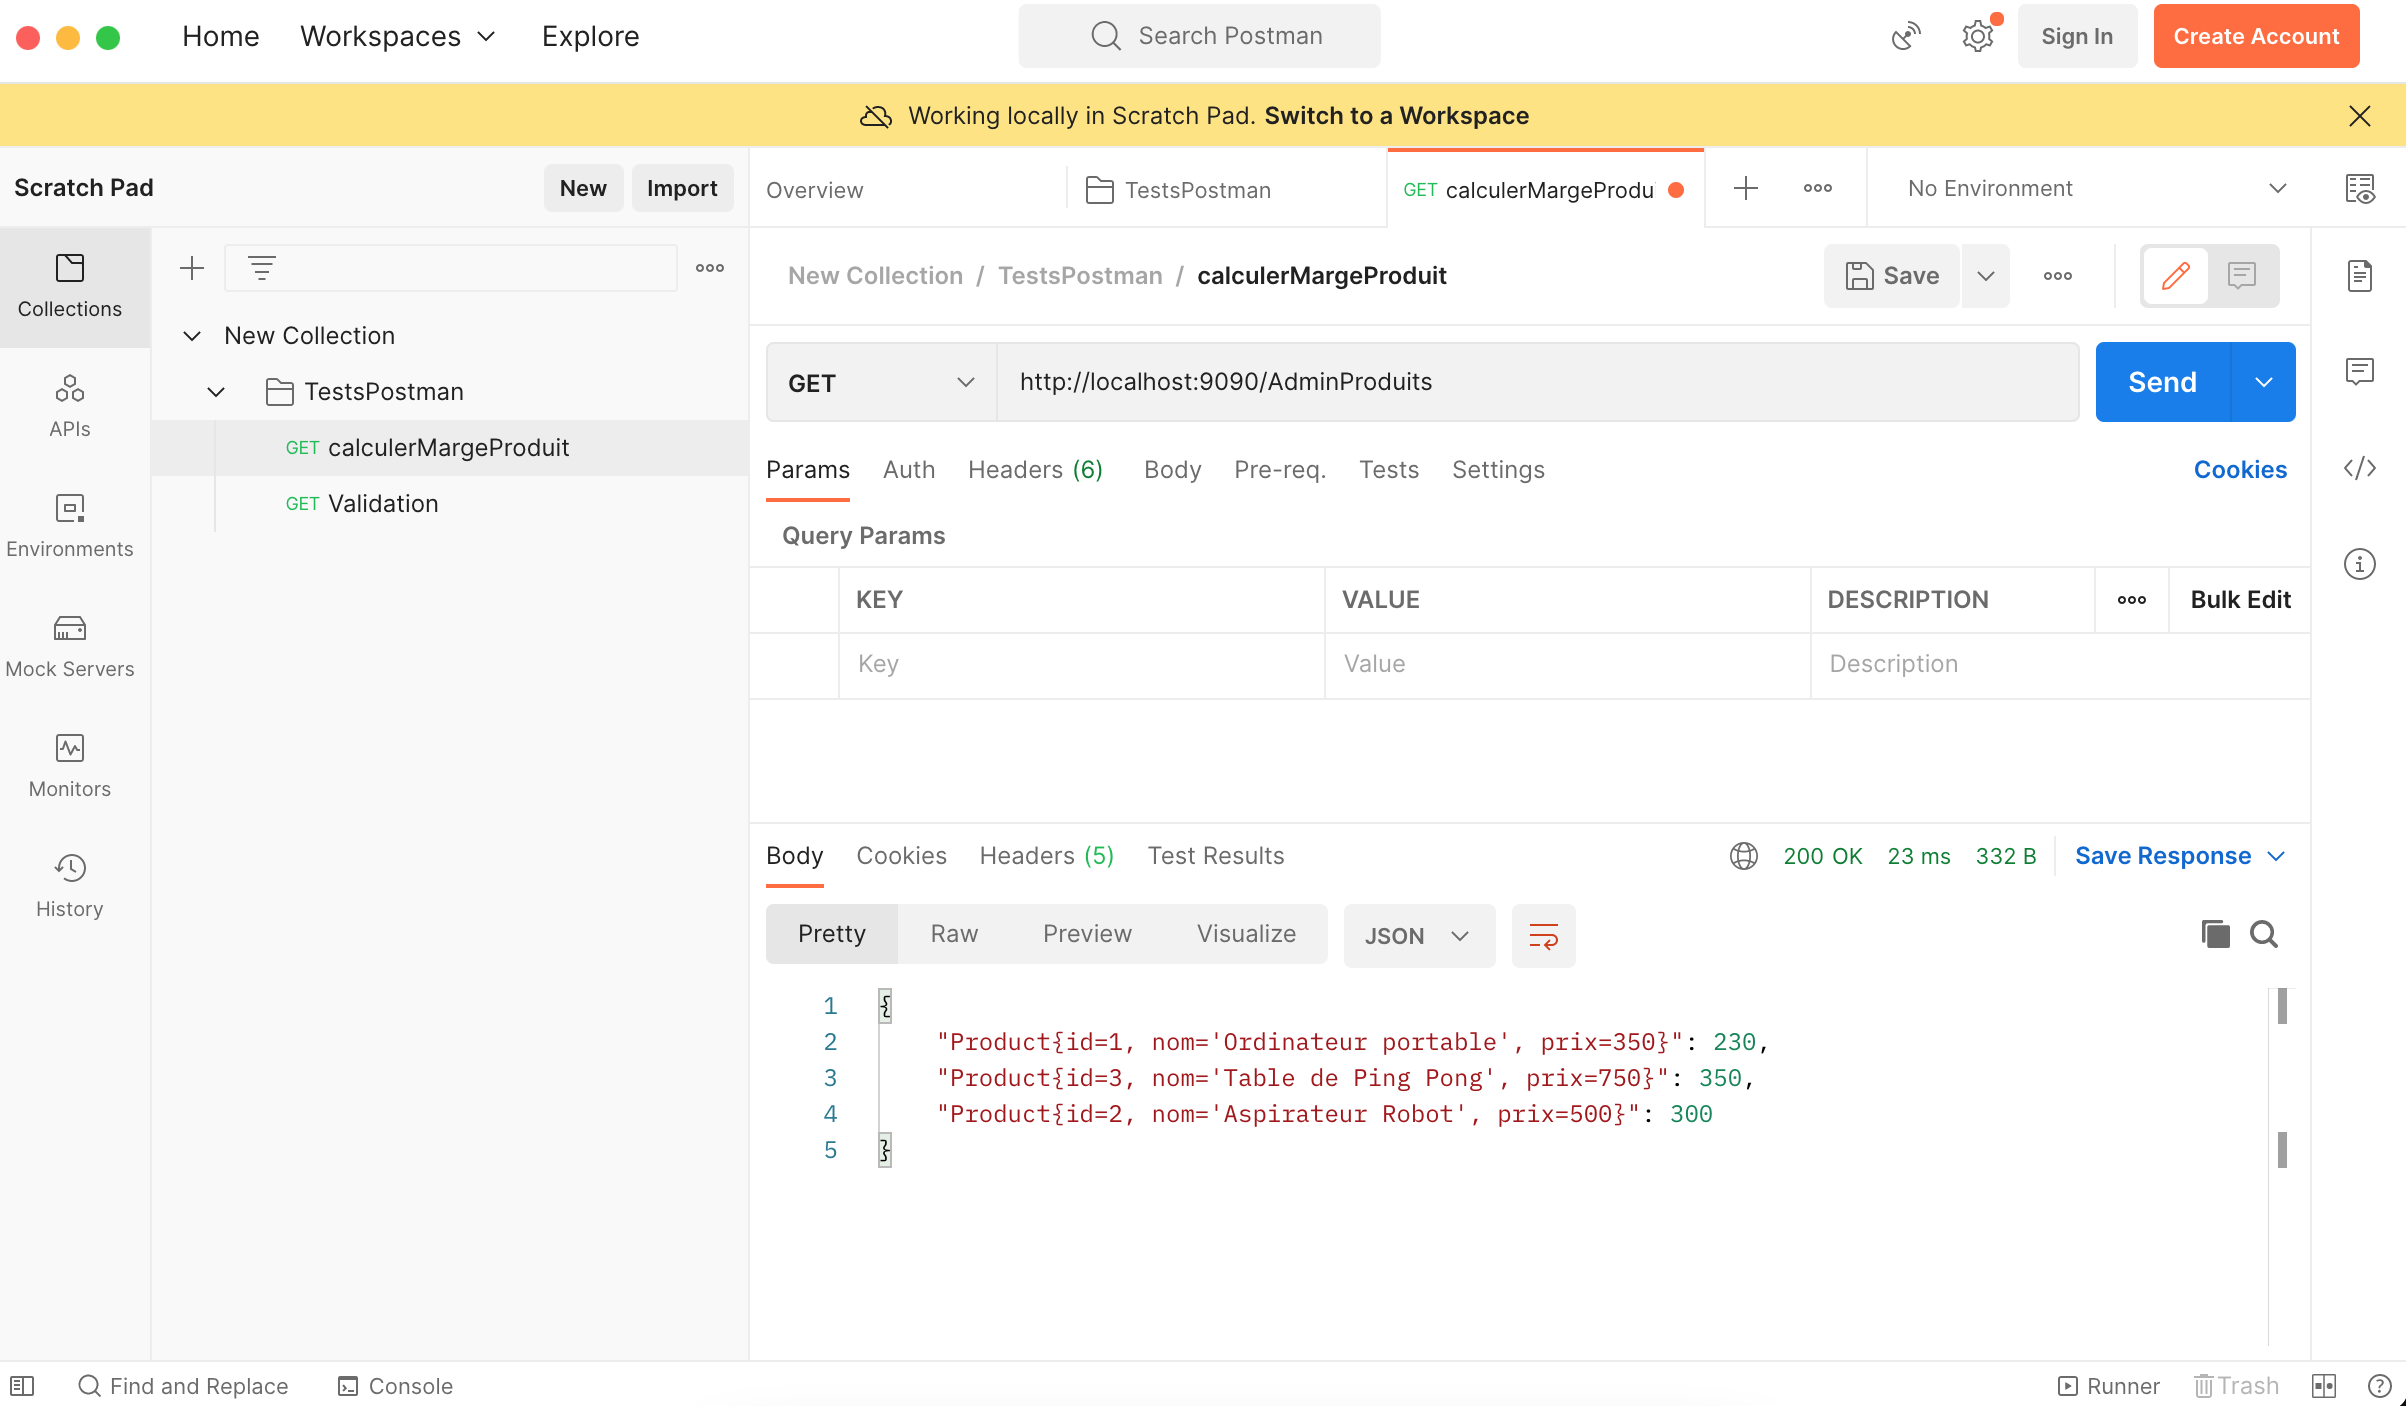 Home Workspaces Explore Search Postman Sign In Create Account
Working locally in Scratch Pad. Switch to a Workspace
Scratch Pad New Import Overview TestsPostman GET calculerMargeProdu No Environment
Collections
APIs
Environments
Mock Servers
Monitors
History
New Collection
TestsPostman
GET calculerMargeProduit
GET Validation
New Collection / TestsPostman / calculerMargeProduit Save
GET http://localhost:9090/AdminProduits Send
Params Auth Headers (6) Body Pre-req. Tests Settings Cookies
Query Params
KEY VALUE DESCRIPTION Bulk Edit
Key Value Description
Body Cookies Headers (5) Test Results 200 OK 23 ms 332 B Save Response
Pretty Raw Preview Visualize JSON
1 {
2 "Product{id=1, nom='Ordinateur portable', prix=350}": 230,
3 "Product{id=3, nom='Table de Ping Pong', prix=750}": 350,
4 "Product{id=2, nom='Aspirateur Robot', prix=500}": 300
5 }
Find and Replace Console Runner Trash